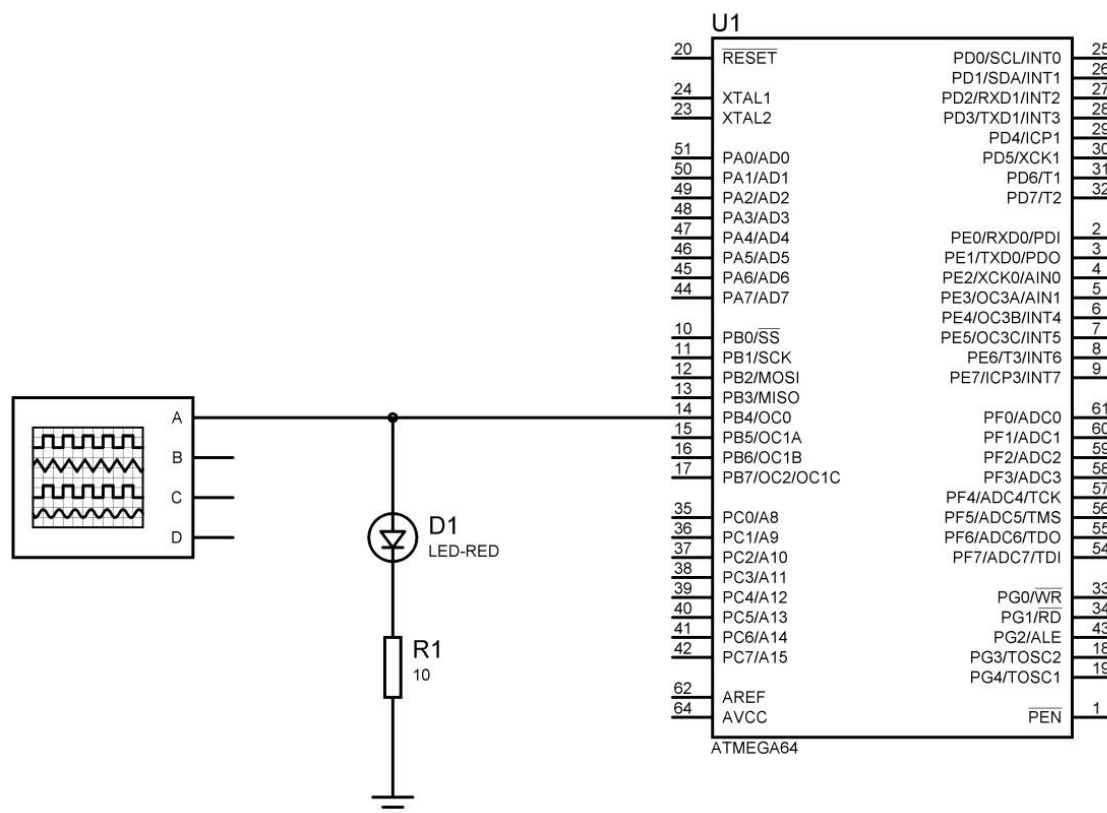 U1
20 RESET PD0/SCL/INT0 25
PD1/SDA/INT1 26
24 XTAL1 PD2/RXD1/INT2 27
23 XTAL2 PD3/TXD1/INT3 28
PD4/ICP1 29
51 PA0/AD0 PD5/XCK1 30
50 PA1/AD1 PD6/T1 31
49 PA2/AD2 PD7/T2 32
48 PA3/AD3
47 PA4/AD4 PE0/RXD0/PDI 2
46 PA5/AD5 PE1/TXD0/PDO 3
45 PA6/AD6 PE2/XCK0/AIN0 4
44 PA7/AD7 PE3/OC3A/AIN1 5
PE4/OC3B/INT4 6
10 PB0/SS PE5/OC3C/INT5 7
11 PB1/SCK PE6/T3/INT6 8
12 PB2/MOSI PE7/ICP3/INT7 9
13 PB3/MISO
A 14 PB4/OC0 PF0/ADC0 61
15 PB5/OC1A PF1/ADC1 60
B 16 PB6/OC1B PF2/ADC2 59
17 PB7/OC2/OC1C PF3/ADC3 58
C PF4/ADC4/TCK 57
35 PC0/A8 PF5/ADC5/TMS 56
D 36 PC1/A9 PF6/ADC6/TDO 55
37 PC2/A10 PF7/ADC7/TDI 54
D1
LED-RED
38 PC3/A11
39 PC4/A12 PG0/WR 33
40 PC5/A13 PG1/RD 34
41 PC6/A14 PG2/ALE 43
42 PC7/A15 PG3/TOSC2 18
PG4/TOSC1 19
R1
10
62 AREF
64 AVCC PEN 1
ATMEGA64